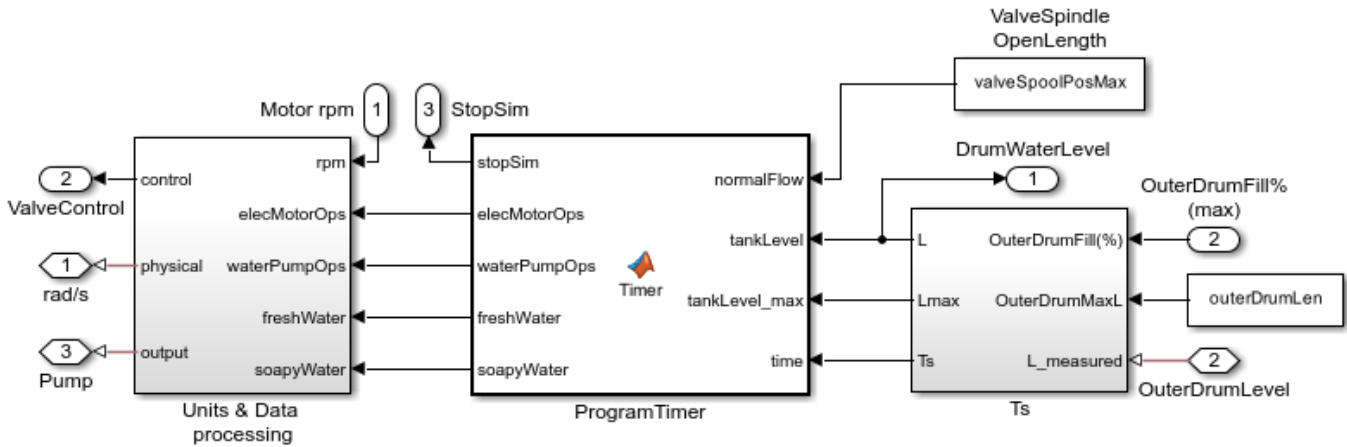 ValveSpindle
OpenLength
valveSpoolPosMax
Motor rpm
1
3
StopSim
DrumWaterLevel
1
OuterDrumFill%
(max)
2
2
ValveControl
control
rpm
elecMotorOps
waterPumpOps
freshWater
soapyWater
physical
output
1
rad/s
3
Pump
Units & Data
processing
stopSim
elecMotorOps
waterPumpOps
freshWater
soapyWater
Timer
normalFlow
tankLevel
tankLevel_max
time
ProgramTimer
L
Lmax
Ts
OuterDrumFill(%)
OuterDrumMaxL
L_measured
Ts
outerDrumLen
2
OuterDrumLevel